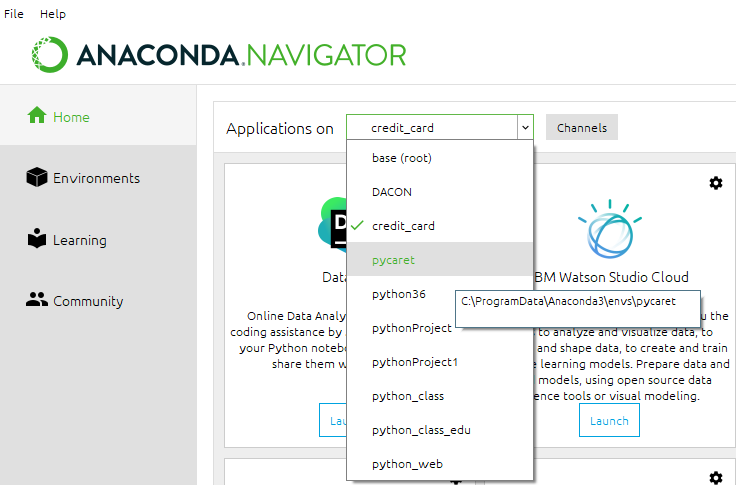 File Help
ANACONDA.NAVIGATOR
Home
Environments
Learning
Community
Applications on
credit_card
Channels
base (root)
DACON
credit_card
pycaret
python36
pythonProject
pythonProject1
python_class
python_class_edu
python_web
C:\ProgramData\Anaconda3\envs\pycaret
D
Data
Online Data Analy
coding assistance by
your Python noteb
share them w
Lau
BM Watson Studio Cloud
u the
to analyze and visualize data, to
and shape data, to create and train
e learning models. Prepare data and
models, using open source data
ence tools or visual modeling.
Launch